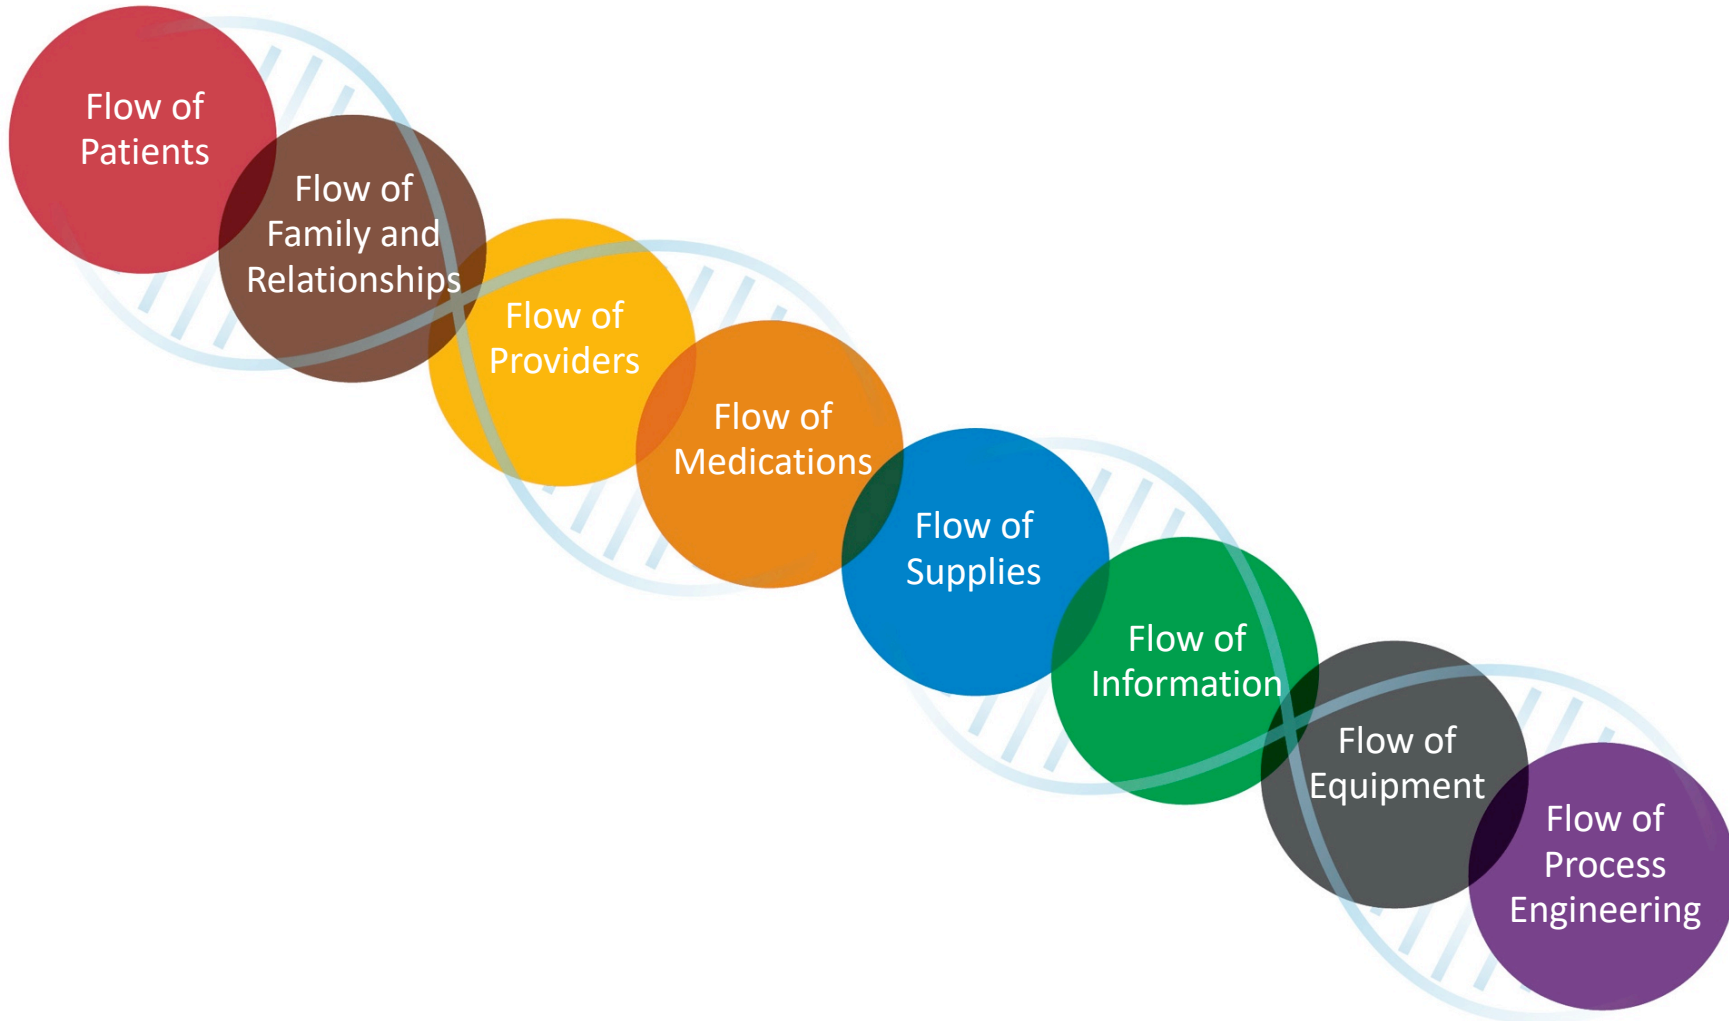 Flow of
Patients
Flow of
Family and
Relationships
Flow of
Providers
Flow of
Medications
Flow of
Supplies
Flow of
Information
Flow of
Equipment
Flow of
Process
Engineering